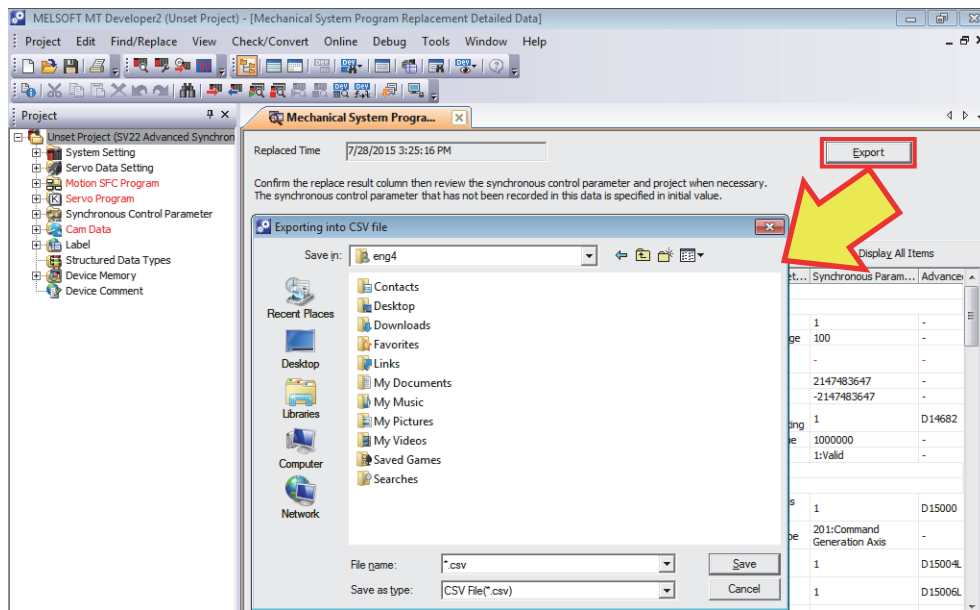 MELSOFT MT Developer2 (Unset Project) - [Mechanical System Program Replacement Detailed Data]
Project Edit Find/Replace View Check/Convert Online Debug Tools Window Help
Project
Mechanical System Progra...
Unset Project (SV22 Advanced Synchron
System Setting
Servo Data Setting
Motion SFC Program
Servo Program
Synchronous Control Parameter
Cam Data
Label
Structured Data Types
Device Memory
Device Comment
Replaced Time 7/28/2015 3:25:16 PM
Export
Confirm the replace result column then review the synchronous control parameter and project when necessary.
The synchronous control parameter that has not been recorded in this data is specified in initial value.
Display All Items
Exporting into CSV file
Save in: eng4
Recent Places
Desktop
Libraries
Computer
Network
Contacts
Desktop
Downloads
Favorites
Links
My Documents
My Music
My Pictures
My Videos
Saved Games
Searches
File name: *.csv
Save
Save as type: CSV File(*.csv)
Cancel
et... Synchronous Param... Advance
1 -
ge 100 -
- -
2147483647 -
-2147483647 -
ting 1 D14682
pe 1000000 -
1:Valid -
s 1 D15000
pe 201:Command Generation Axis -
1 D15004L
1 D15006L